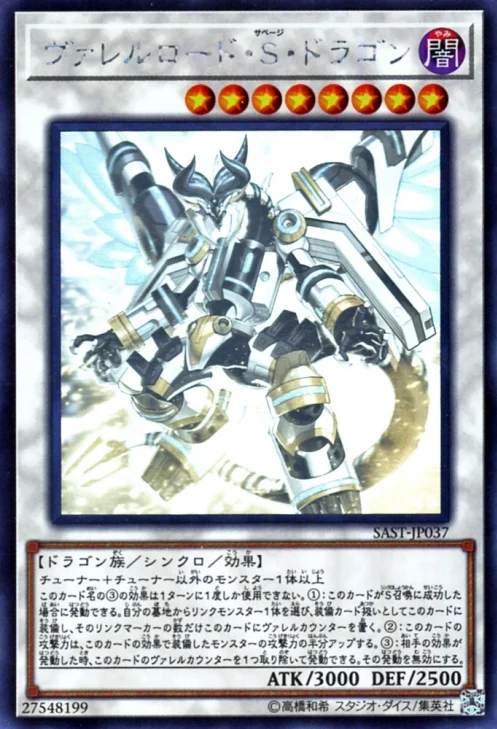 ヴァレルロード・S・ドラゴン
サベージ
闇
やみ
SAST-JP037
【ドラゴン族／シンクロ／効果】
チューナー＋チューナー以外のモンスター1体以上
このカード名の③の効果は1ターンに1度しか使用できない。①：このカードがS召喚に成功した
場合に発動できる。自分の墓地からリンクモンスター1体を選び、装備カード扱いとしてこのカードに
装備し、そのリンクマーカーの数だけこのカードにヴァレルカウンターを置く。②：このカードの
攻撃力は、このカードの効果で装備したモンスターの攻撃力の半分アップする。③：相手の効果が
発動した時、このカードのヴァレルカウンターを1つ取り除いて発動できる。その発動を無効にする。
ATK/3000 DEF/2500
27548199
©高橋和希 スタジオ・ダイス/集英社